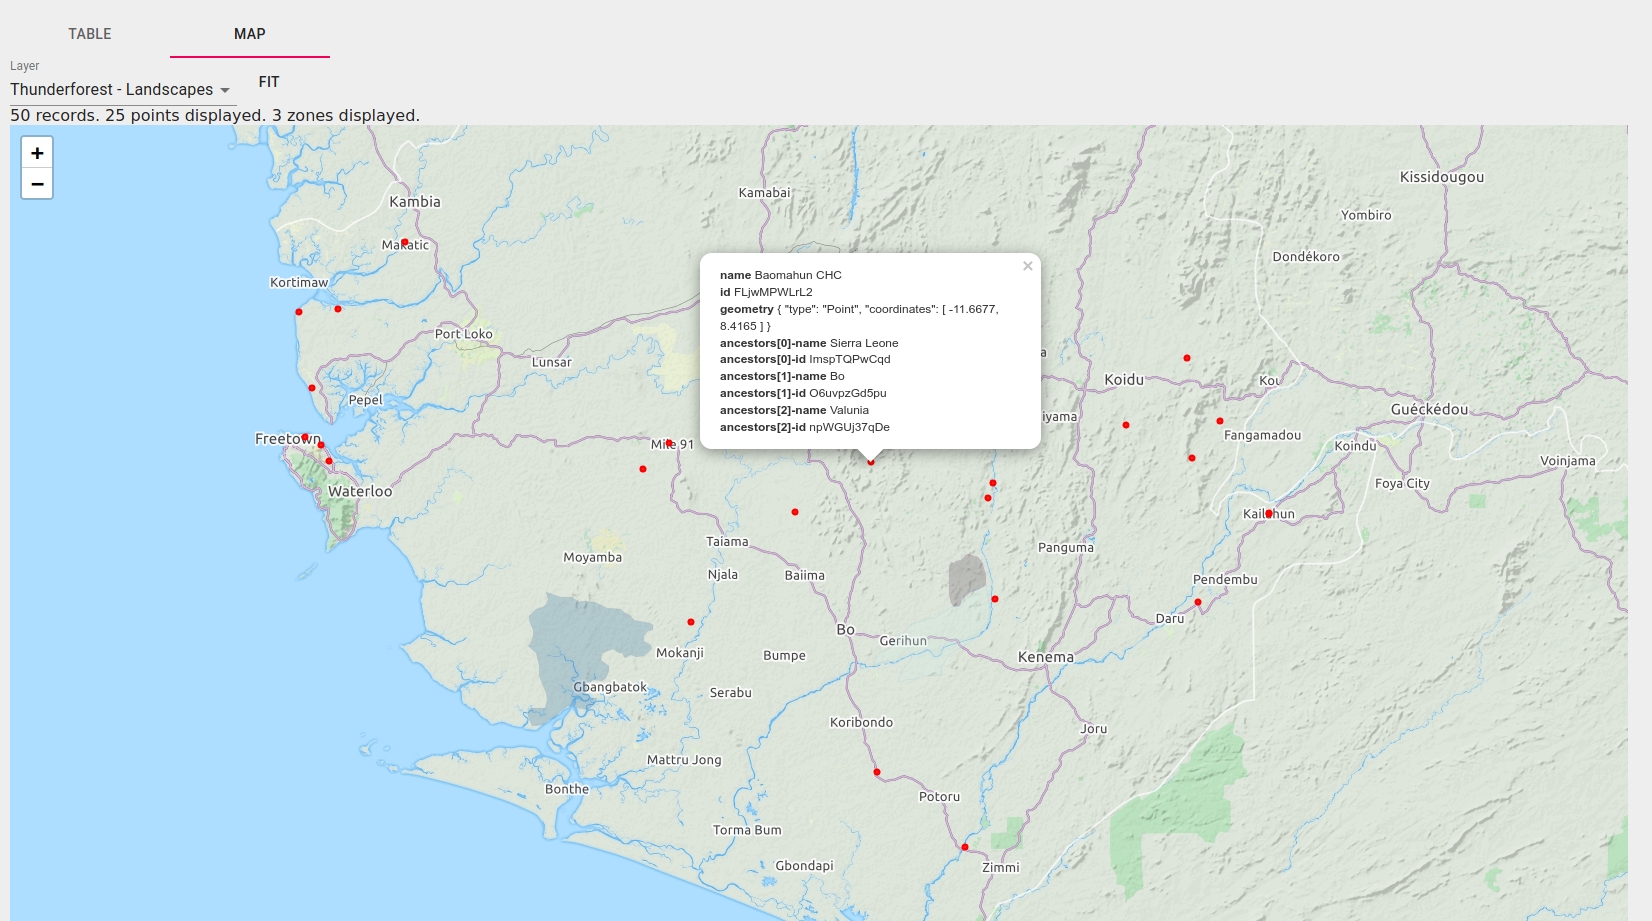 TABLE
MAP
Layer
Thunderforest - Landscapes
FIT
50 records. 25 points displayed. 3 zones displayed.
+
−
Kissidougou
Kamabai
Kambia
Yombiro
Makatic
Dondékoro
Kortimaw
name Baomahun CHC
×
id FLjwMPWLrL2
geometry { "type": "Point", "coordinates": [ -11.6677,
8.4165 ] }
ancestors[0]-name Sierra Leone
ancestors[0]-id ImspTQPwCqd
ancestors[1]-name Bo
ancestors[1]-id O6uvpzGd5pu
ancestors[2]-name Valunia
ancestors[2]-id npWGUj37qDe
Port Loko
Lunsar
a
Koidu
Kou
Pepel
Guéckédou
iyama
Fangamadou
Freetown
Mile 91
Koindu
Voinjama
Foya City
Waterloo
Kailahun
Taiama
Panguma
Moyamba
Njala
Baiima
Pendembu
Daru
Bo
Gerihun
Mokanji
Bumpe
Kenema
Gbangbatok
Serabu
Koribondo
Joru
Mattru Jong
Bonthe
Potoru
Torma Bum
Gbondapi
Zimmi